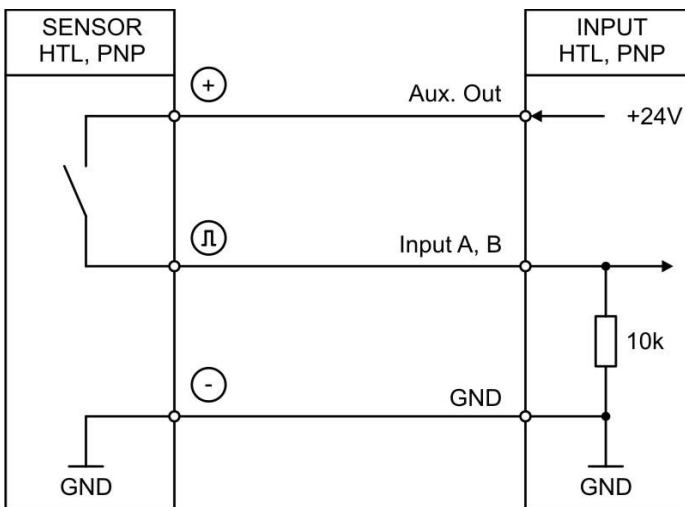 SENSOR
HTL, PNP
INPUT
HTL, PNP
+
Aux. Out
+24V
Input A, B
10k
-
GND
GND
GND